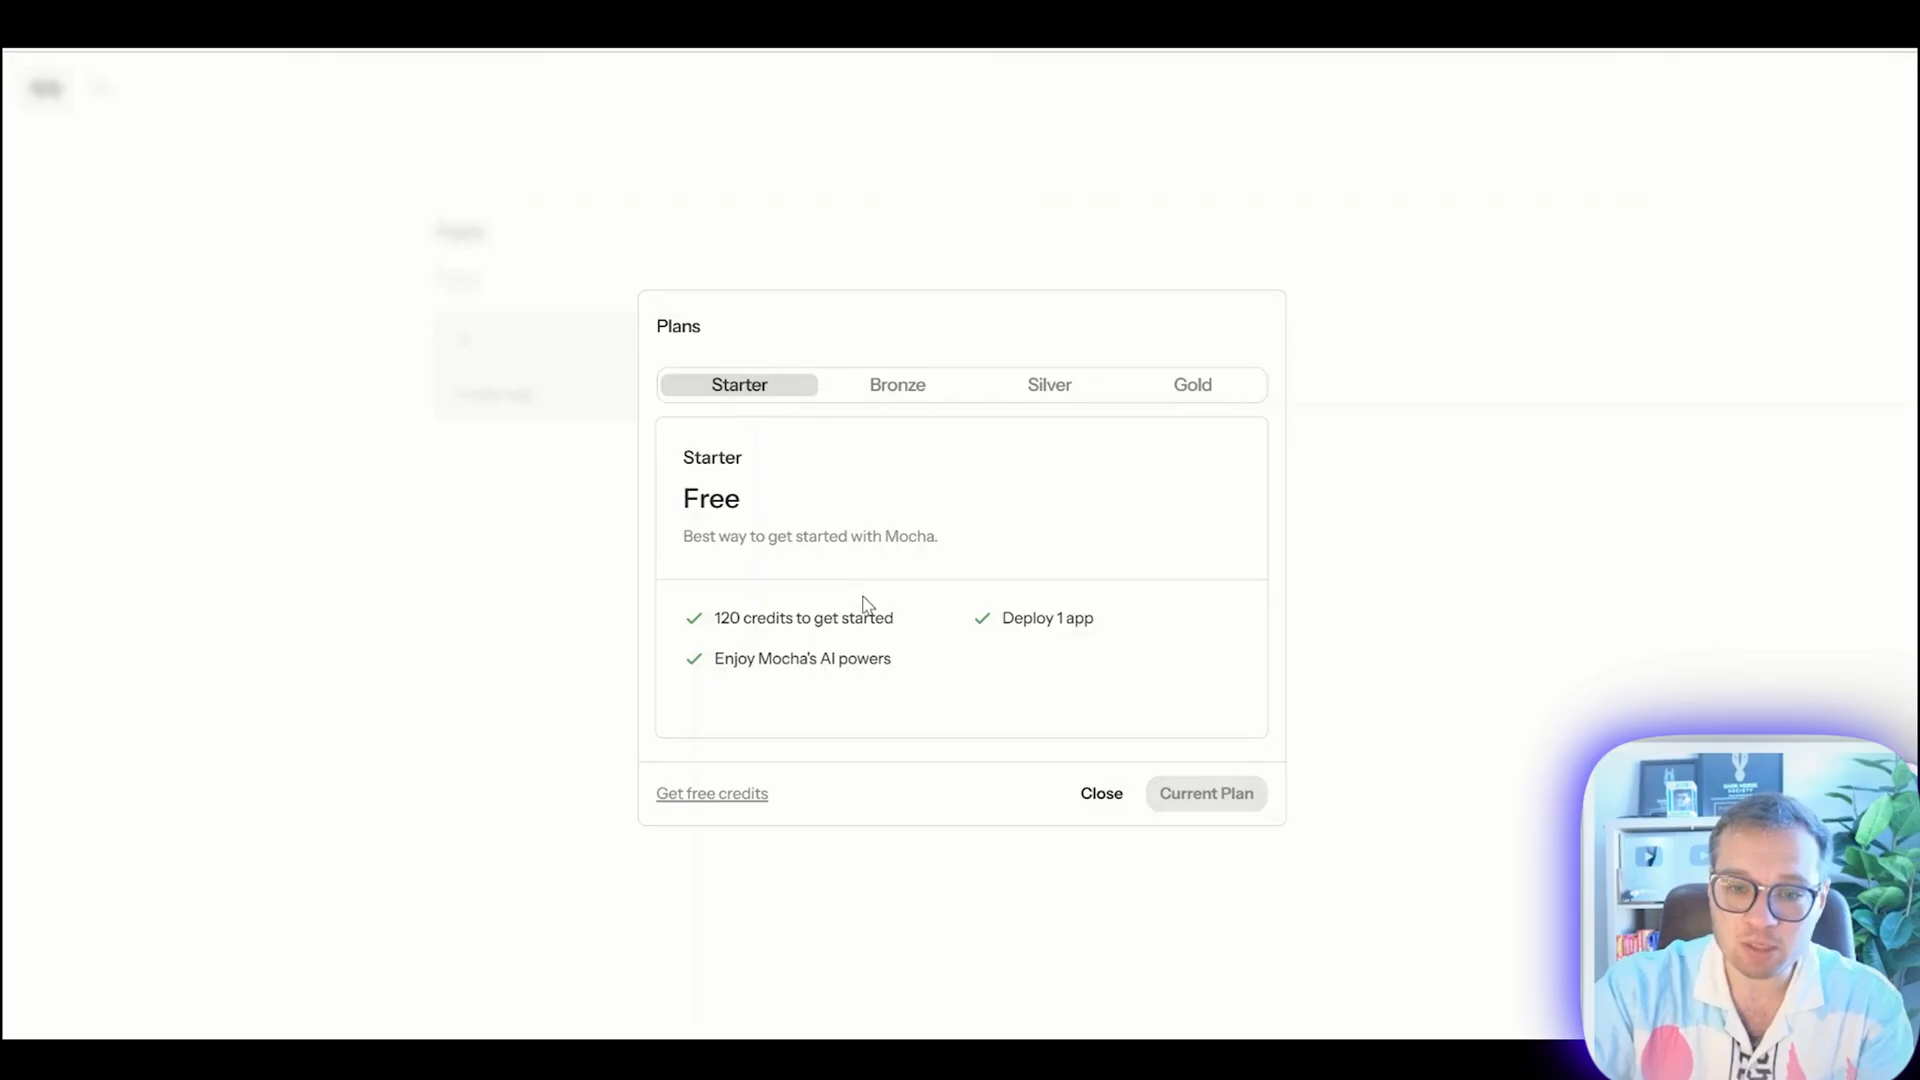 Plans
Starter Bronze Silver Gold
Starter
Free
Best way to get started with Mocha.
120 credits to get started
Deploy 1 app
Enjoy Mocha's AI powers
Get free credits
Close
Current Plan